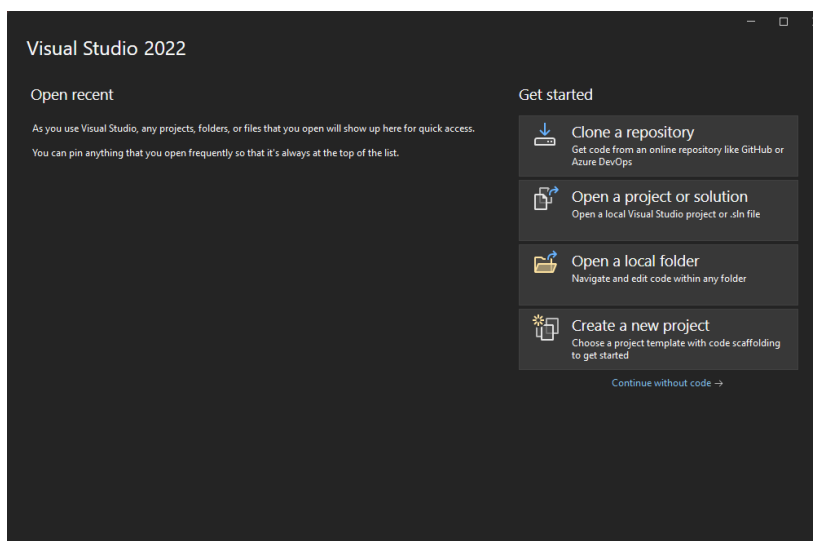 Visual Studio 2022
Open recent
As you use Visual Studio, any projects, folders, or files that you open will show up here for quick access.
You can pin anything that you open frequently so that it's always at the top of the list.
Get started
Clone a repository
Get code from an online repository like GitHub or
Azure DevOps
Open a project or solution
Open a local Visual Studio project or .sln file
Open a local folder
Navigate and edit code within any folder
Create a new project
Choose a project template with code scaffolding
to get started
Continue without code →